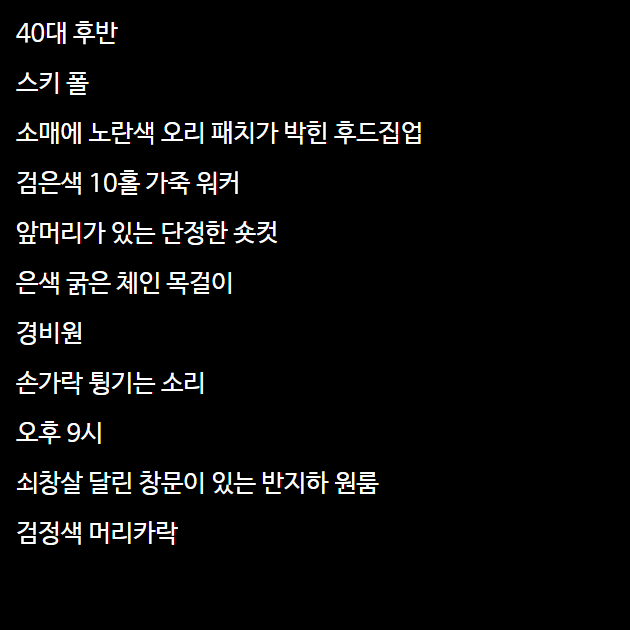 40대 후반
스키 폴
소매에 노란색 오리 패치가 박힌 후드집업
검은색 10홀 가죽 워커
앞머리가 있는 단정한 숏컷
은색 굵은 체인 목걸이
경비원
손가락 튕기는 소리
오후 9시
쇠창살 달린 창문이 있는 반지하 원룸
검정색 머리카락